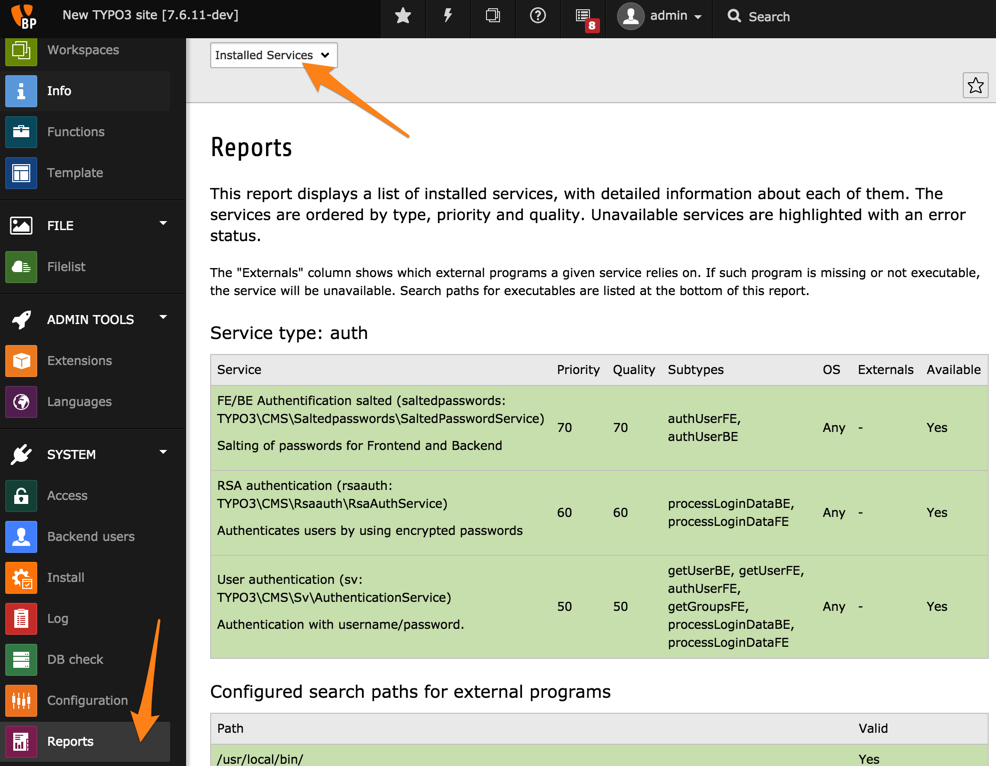 BP
New TYPO3 site [7.6.11-dev]
8
admin
Search
Workspaces
Info
Functions
Template
FILE
Filelist
ADMIN TOOLS
Extensions
Languages
SYSTEM
Access
Backend users
Install
Log
DB check
Configuration
Reports
Installed Services
Reports
This report displays a list of installed services, with detailed information about each of them. The
services are ordered by type, priority and quality. Unavailable services are highlighted with an error
status.
The "Externals" column shows which external programs a given service relies on. If such program is missing or not executable,
the service will be unavailable. Search paths for executables are listed at the bottom of this report.
Service type: auth
Service Priority Quality Subtypes OS Externals Available
FE/BE Authentification salted (saltedpasswords:
TYPO3\CMS\Saltedpasswords\SaltedPasswordService)
Salting of passwords for Frontend and Backend
70 70
authUserFE,
authUserBE
Any - Yes
RSA authentication (rsaauth:
TYPO3\CMS\Rsaauth\RsaAuthService)
Authenticates users by using encrypted passwords
60 60
processLoginDataBE,
processLoginDataFE
Any - Yes
User authentication (sv:
TYPO3\CMS\Sv\AuthenticationService)
Authentication with username/password.
50 50
getUserBE, getUserFE,
authUserFE,
getGroupsFE,
processLoginDataBE,
processLoginDataFE
Any - Yes
Configured search paths for external programs
Path Valid
/usr/local/bin/ Yes